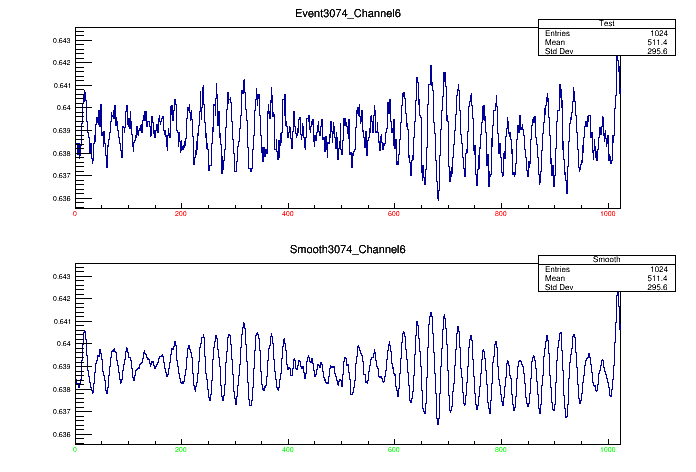 Event3074_Channel6
Test
Entries 1024
Mean 511.4
Std Dev 295.6
0.643
0.642
0.641
0.64
0.639
0.638
0.637
0.636
0 200 400 600 800 1000
Smooth3074_Channel6
Smooth
Entries 1024
Mean 511.4
Std Dev 295.6
0.643
0.642
0.641
0.64
0.639
0.638
0.637
0.636
0 200 400 600 800 1000